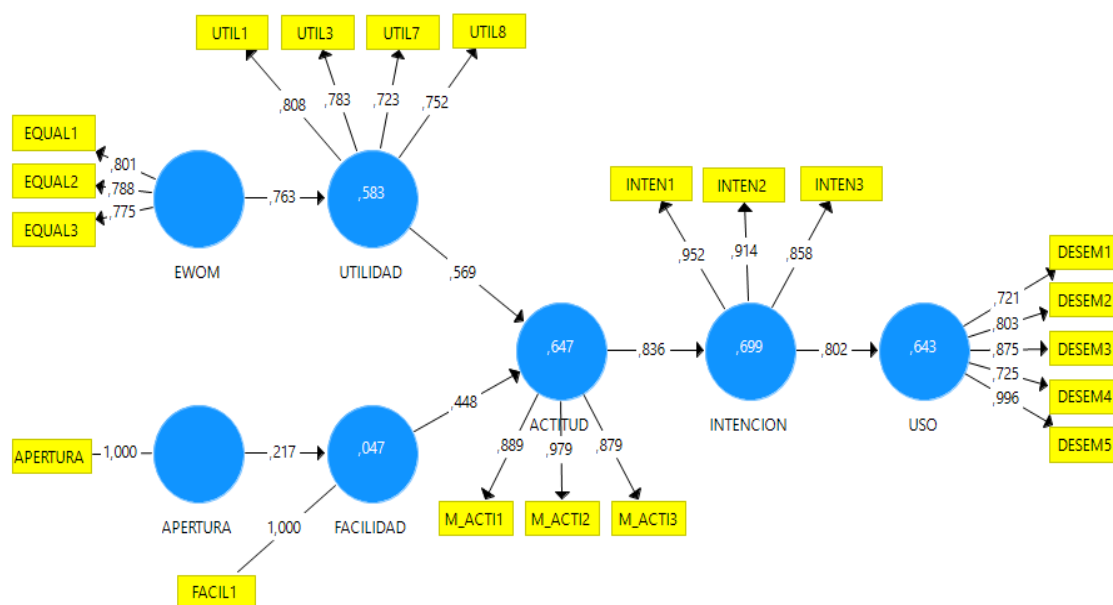 UTIL1
UTIL3
UTIL7
UTIL8
,808
,783
,723
,752
EQUAL1
EQUAL2
EQUAL3
,801
,788
,775
,763
,583
EWOM
UTILIDAD
,569
INTEN1
INTEN2
INTEN3
,952
,914
,858
,647
,836
,699
,802
,643
ACTITUD
INTENCION
USO
DESEM1
DESEM2
DESEM3
DESEM4
DESEM5
,721
,803
,875
,725
,996
,448
,889
,979
,879
M_ACTI1
M_ACTI2
M_ACTI3
APERTURA
1,000
,217
,047
APERTURA
FACILIDAD
1,000
FACIL1